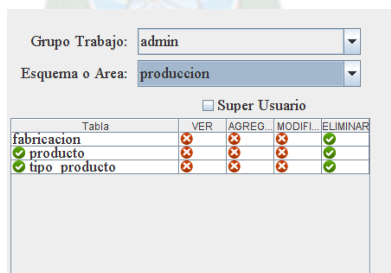 Grupo Trabajo: admin
Esquema o Area: produccion
Super Usuario
Tabla VER AGREG... MODIFI... ELIMINAR
fabricacion
producto
tipo_producto